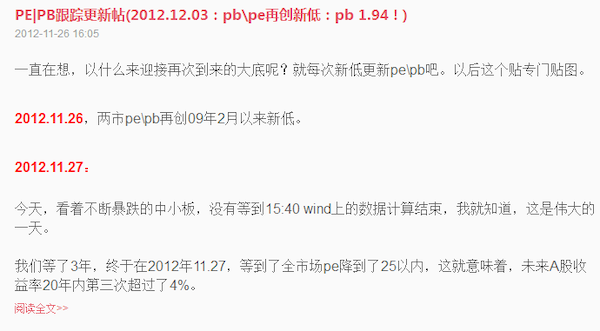 PE|PB跟踪更新帖(2012.12.03：pb\pe再创新低：pb 1.94！)
2012-11-26 16:05
一直在想，以什么来迎接再次到来的大底呢？就每次新低更新pe\pb吧。以后这个贴专门贴图。
2012.11.26，两市pe\pb再创09年2月以来新低。
2012.11.27：
今天，看着不断暴跌的中小板，没有等到15:40 wind上的数据计算结束，我就知道，这是伟大的
一天。
我们等了3年，终于在2012年11.27，等到了全市场pe降到了25以内，这就意味着，未来A股收
益率20年内第三次超过了4%。
阅读全文>>